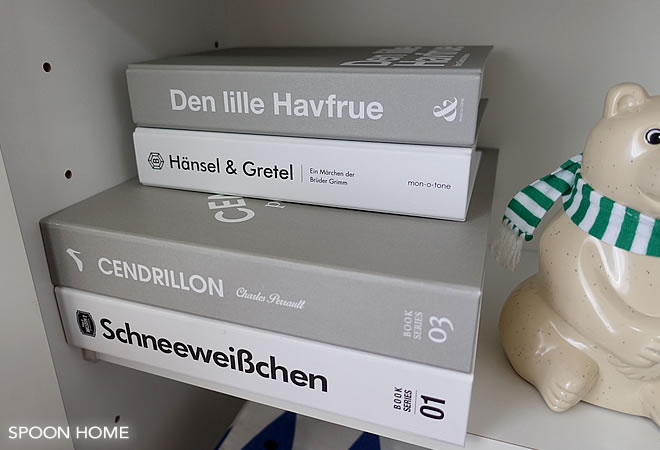 Den lille Havfrue
&
Hänsel & Gretel
Ein Märchen der
Brüder Grimm
mon-o-tone
CENDRILLON
Charles Perrault
BOOK
SERIES
03
Schneeweißchen
BOOK
SERIES
01
SPOON HOME